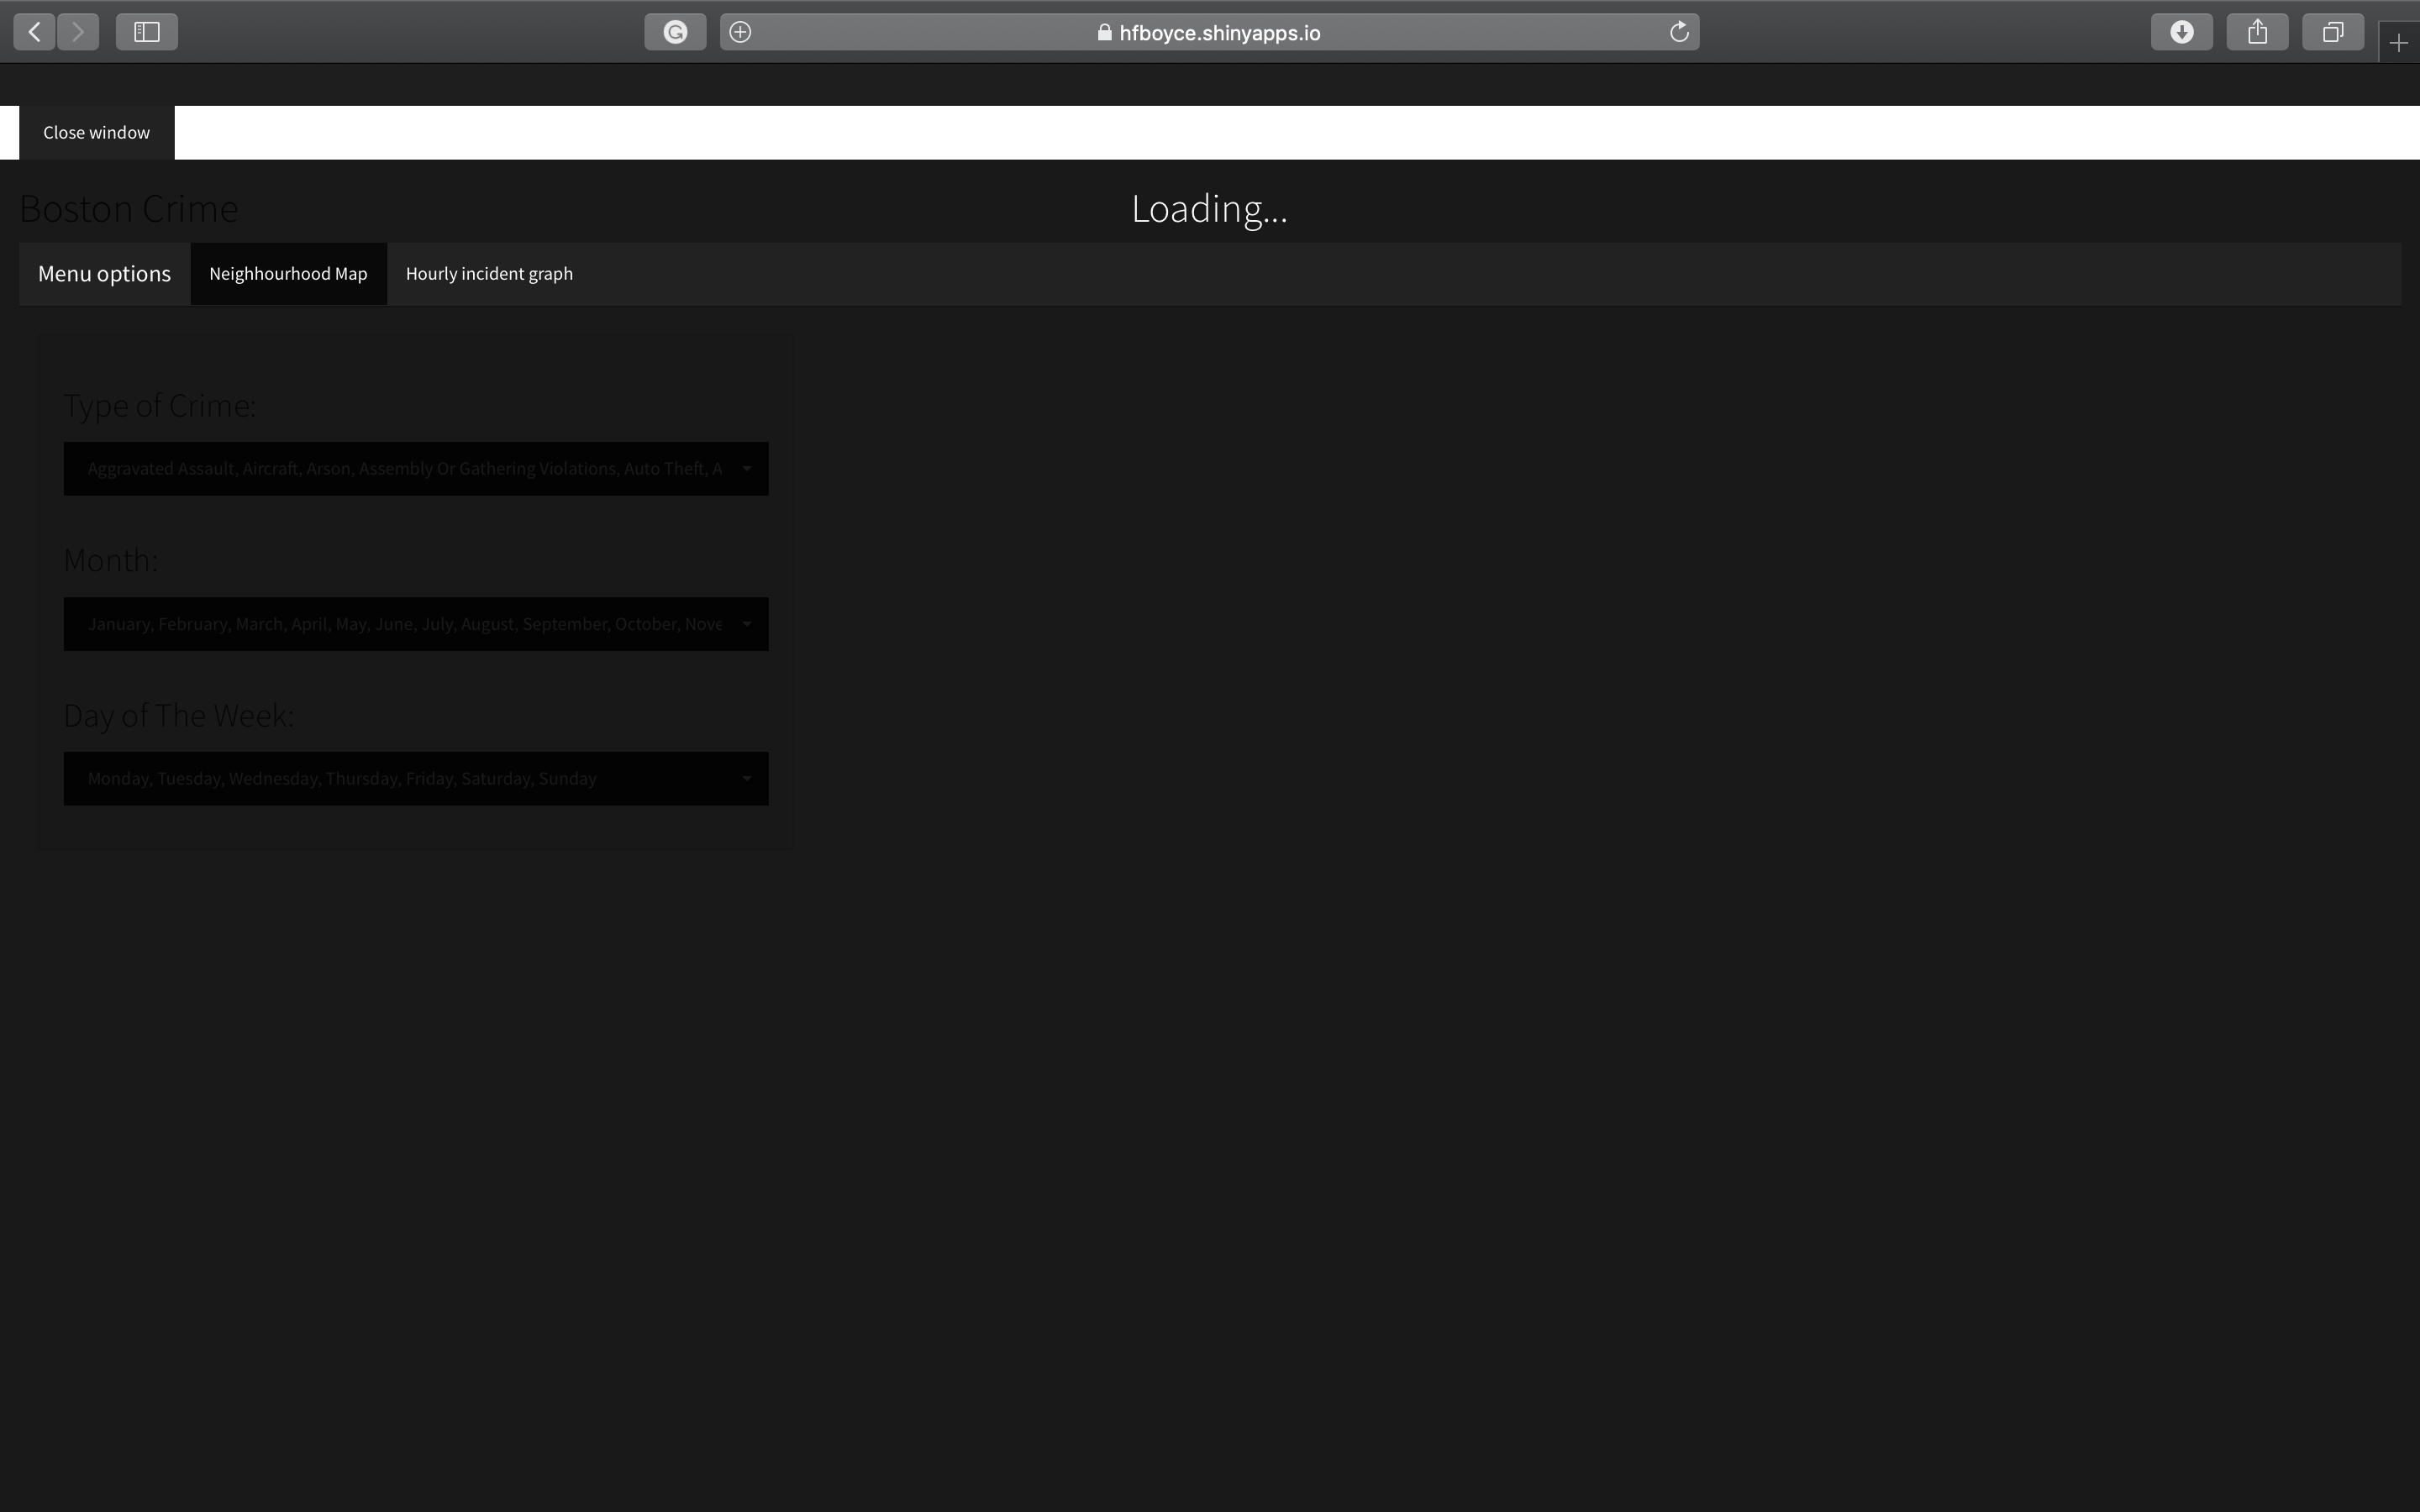 hfboyce.shinyapps.io
Close window
Boston Crime
Loading...
Menu options
Neighhourhood Map
Hourly incident graph
Type of Crime:
Aggravated Assault, Aircraft, Arson, Assembly Or Gathering Violations, Auto Theft, A
Month:
January, February, March, April, May, June, July, August, September, October, Nove
Day of The Week:
Monday, Tuesday, Wednesday, Thursday, Friday, Saturday, Sunday